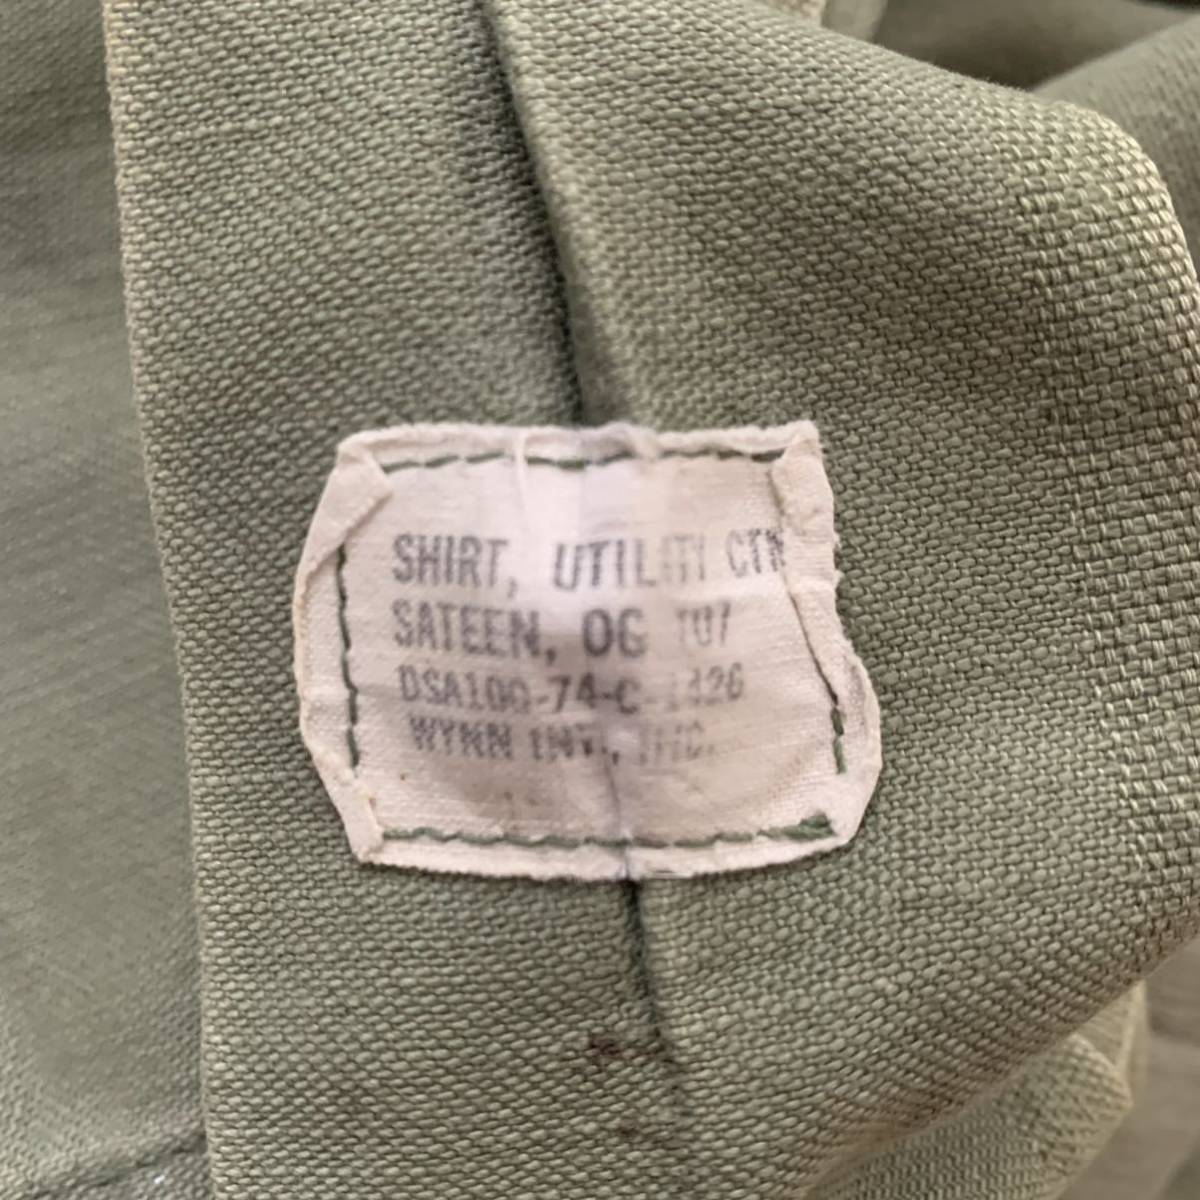 SHIRT, UTILITY CTN
SATEEN, OG 107
DSA100-74-C-1426
WYNN INT., INC.